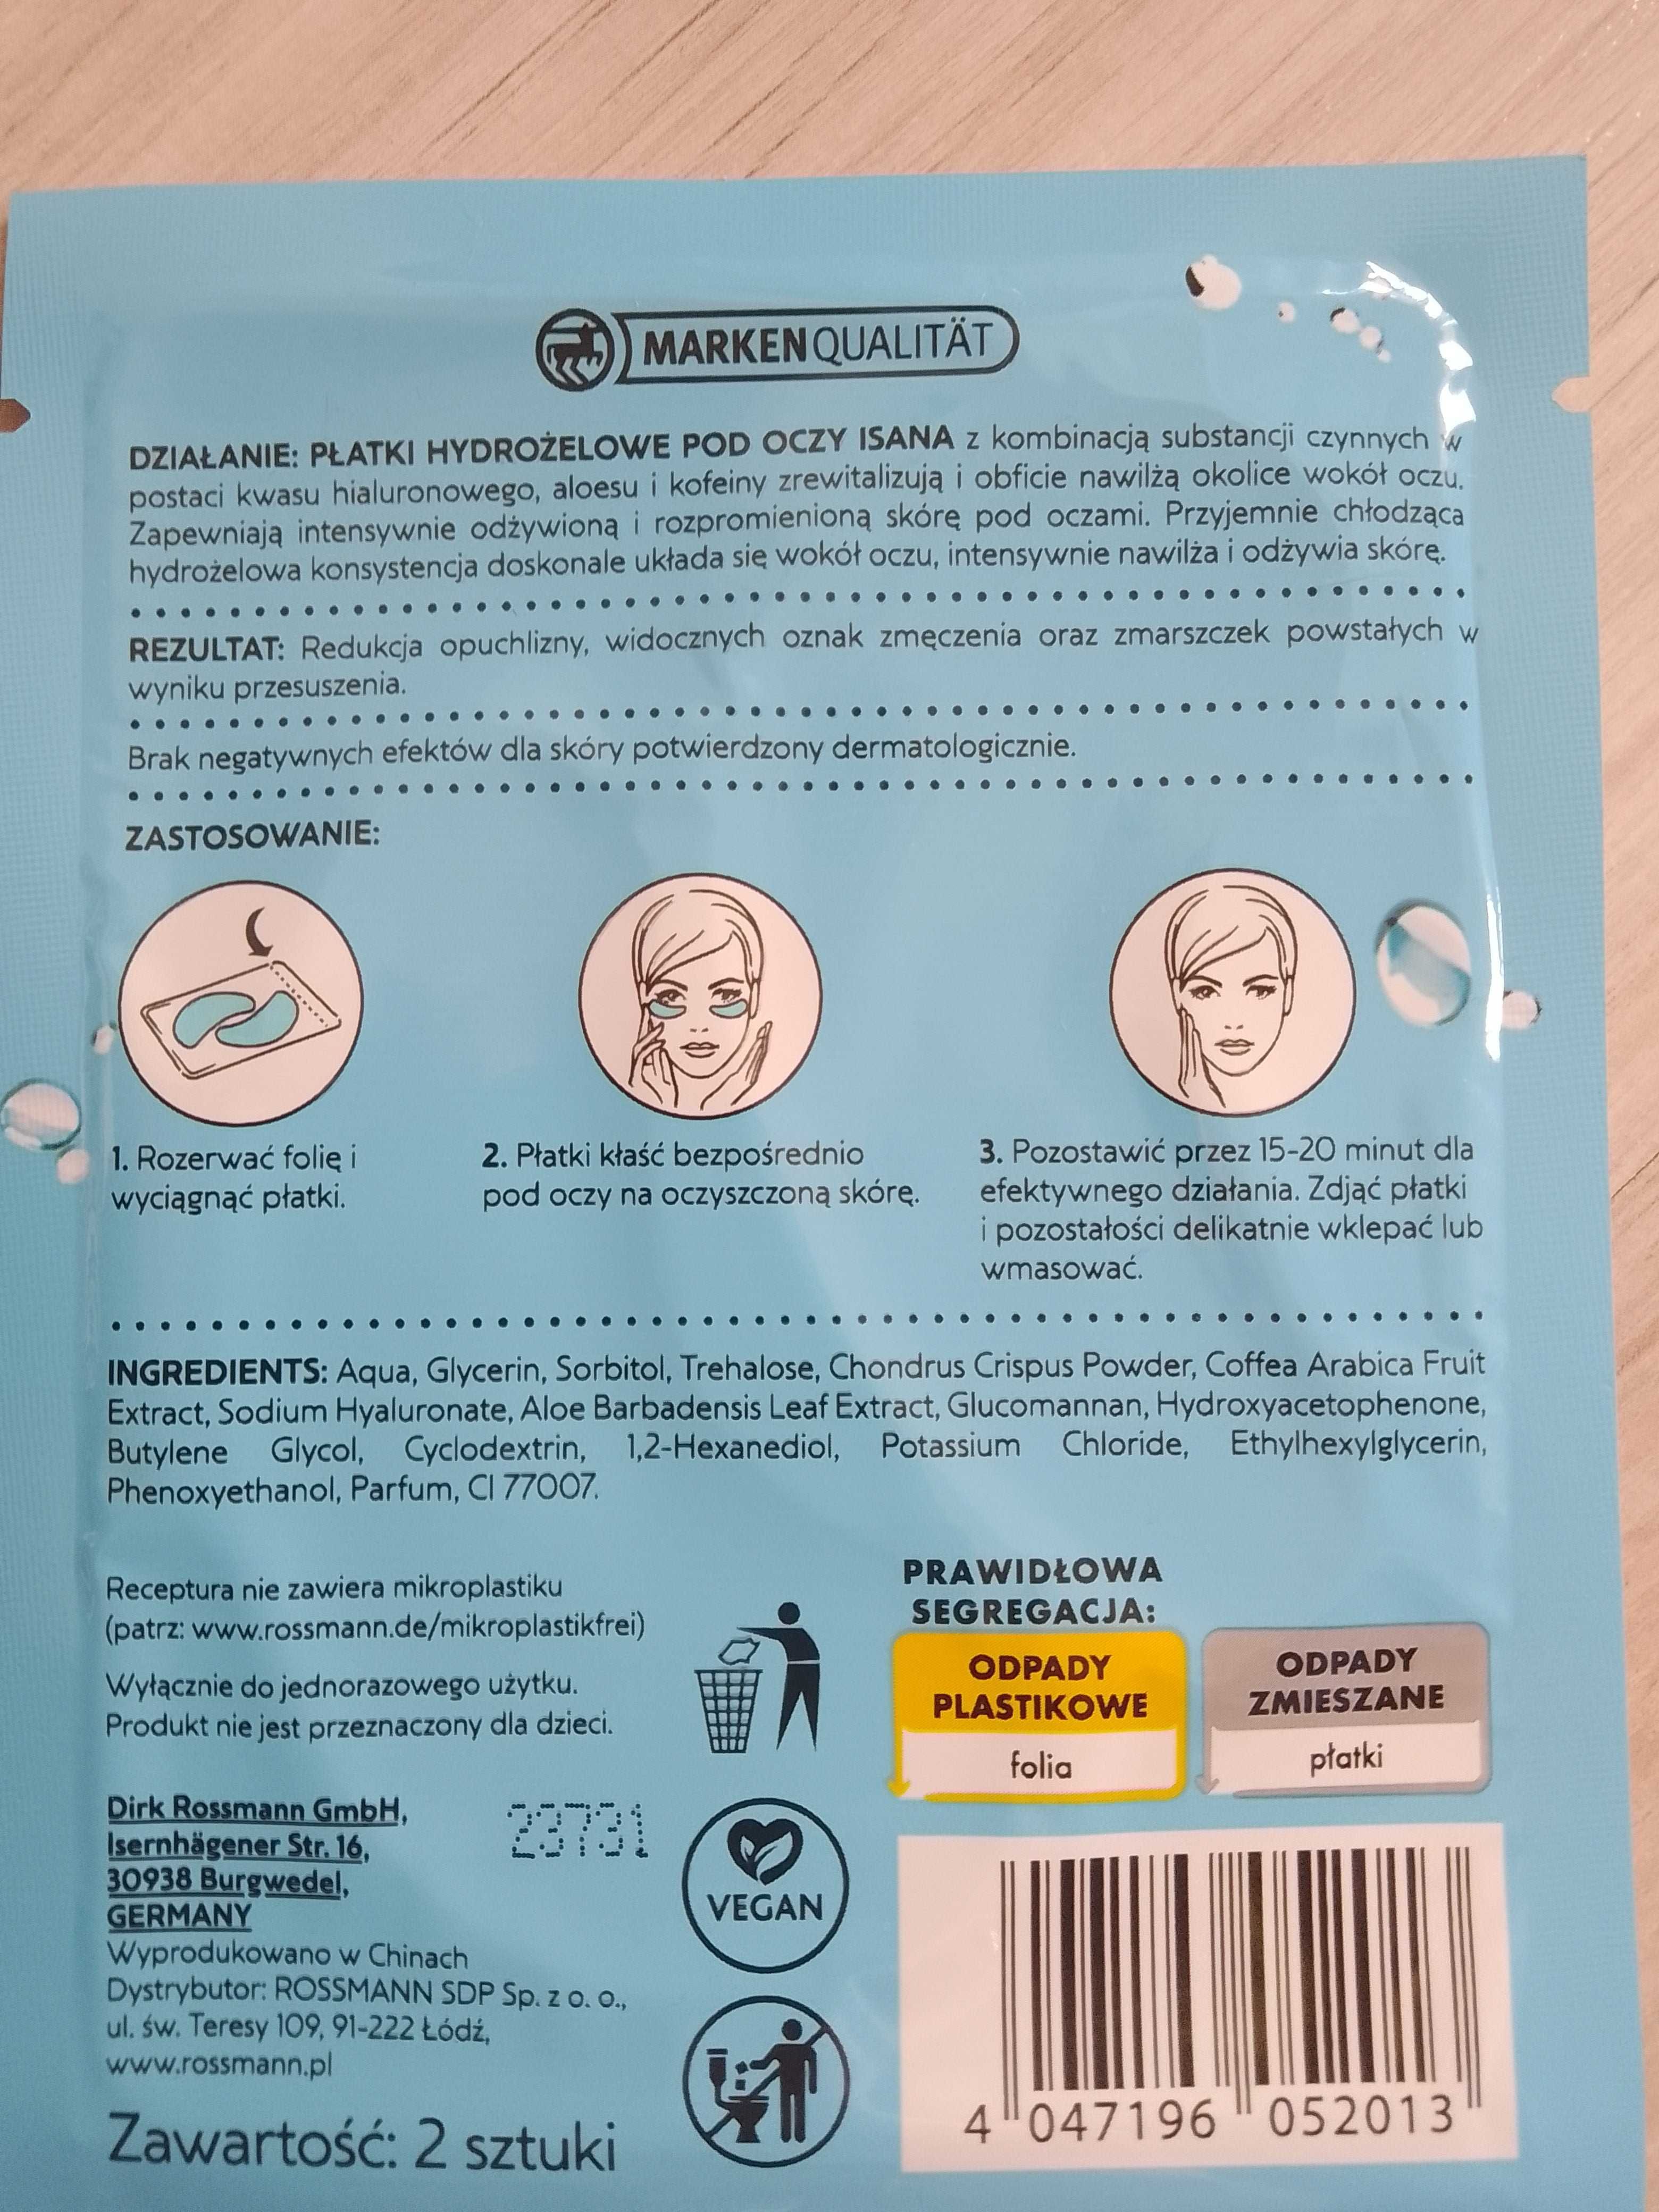 MARKENQUALITÄT
DZIAŁANIE: PŁATKI HYDROŻELOWE POD OCZY ISANA z kombinacją substancji czynnych w
postaci kwasu hialuronowego, aloesu i kofeiny zrewitalizują i obficie nawilżą okolice wokół oczu.
Zapewniają intensywnie odżywioną i rozpromienioną skórę pod oczami. Przyjemnie chłodząca
hydrożelowa konsystencja doskonale układa się wokół oczu, intensywnie nawilża i odżywia skórę.
REZULTAT: Redukcja opuchlizny, widocznych oznak zmęczenia oraz zmarszczek powstałych w
wyniku przesuszenia.
Brak negatywnych efektów dla skóry potwierdzony dermatologicznie.
ZASTOSOWANIE:
1. Rozerwać folię i
wyciągnąć płatki.
2. Płatki kłaść bezpośrednio
pod oczy na oczyszczoną skórę.
3. Pozostawić przez 15-20 minut dla
efektywnego działania. Zdjąć płatki
i pozostałości delikatnie wklepać lub
wmasować.
INGREDIENTS: Aqua, Glycerin, Sorbitol, Trehalose, Chondrus Crispus Powder, Coffea Arabica Fruit
Extract, Sodium Hyaluronate, Aloe Barbadensis Leaf Extract, Glucomannan, Hydroxyacetophenone,
Butylene Glycol, Cyclodextrin, 1,2-Hexanediol, Potassium Chloride, Ethylhexylglycerin,
Phenoxyethanol, Parfum, CI 77007.
Receptura nie zawiera mikroplastiku
(patrz: www.rossmann.de/mikroplastikfrei)
Wyłącznie do jednorazowego użytku.
Produkt nie jest przeznaczony dla dzieci.
PRAWIDŁOWA
SEGREGACJA:
ODPADY
PLASTIKOWE
folia
ODPADY
ZMIESZANE
płatki
Dirk Rossmann GmbH,
Isernhägener Str. 16,
30938 Burgwedel,
GERMANY
23731
Wyprodukowano w Chinach
Dystrybutor: ROSSMANN SDP Sp. z o. o.,
ul. św. Teresy 109, 91-222 Łódź,
www.rossmann.pl
VEGAN
Zawartość: 2 sztuki
4 047196 052013